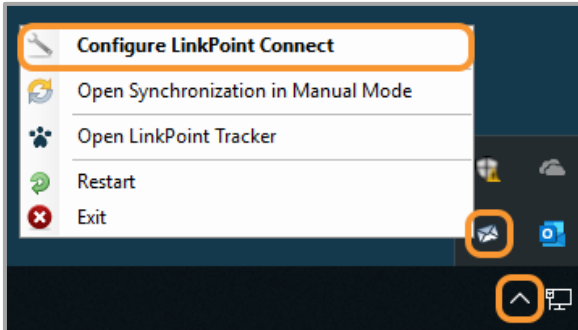 Configure LinkPoint Connect
Open Synchronization in Manual Mode
Open LinkPoint Tracker
Restart
Exit